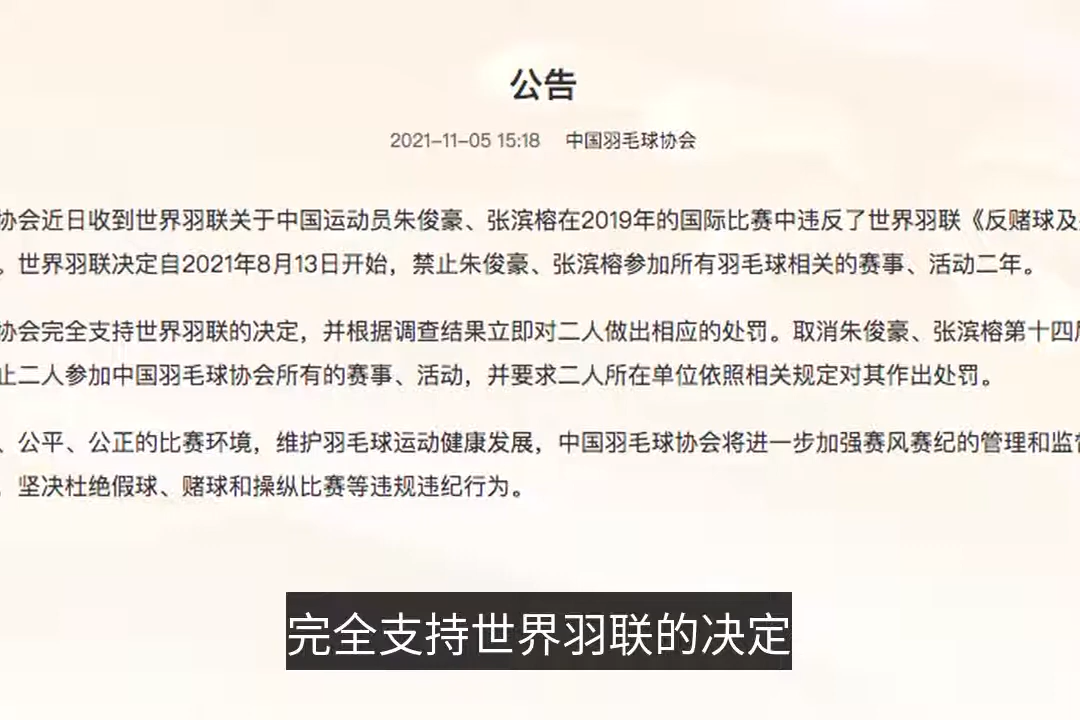 公告
2021-11-05 15:18 中国羽毛球协会
协会近日收到世界羽联关于中国运动员朱俊豪、张滨榕在2019年的国际比赛中违反了世界羽联《反赌球及
。世界羽联决定自2021年8月13日开始，禁止朱俊豪、张滨榕参加所有羽毛球相关的赛事、活动二年。
协会完全支持世界羽联的决定，并根据调查结果立即对二人做出相应的处罚。取消朱俊豪、张滨榕第十四届
止二人参加中国羽毛球协会所有的赛事、活动，并要求二人所在单位依照相关规定对其作出处罚。
、公平、公正的比赛环境，维护羽毛球运动健康发展，中国羽毛球协会将进一步加强赛风赛纪的管理和监督
，坚决杜绝假球、赌球和操纵比赛等违规违纪行为。
完全支持世界羽联的决定